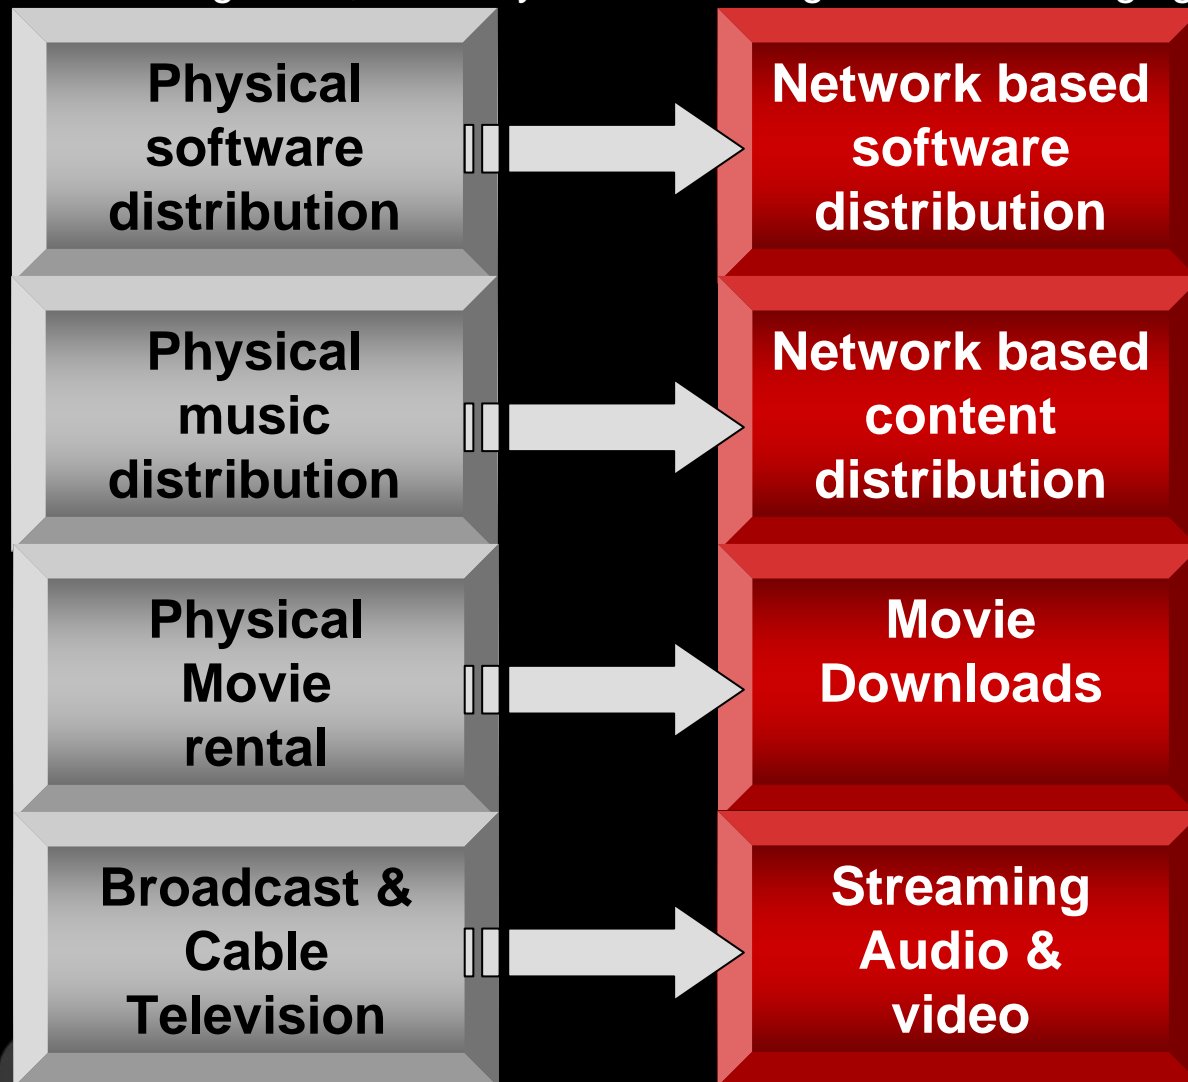 Physical
software
distribution
Network based
software
distribution
Physical
music
distribution
Network based
content
distribution
Physical
Movie
rental
Movie
Downloads
Broadcast &
Cable
Television
Streaming
Audio &
video